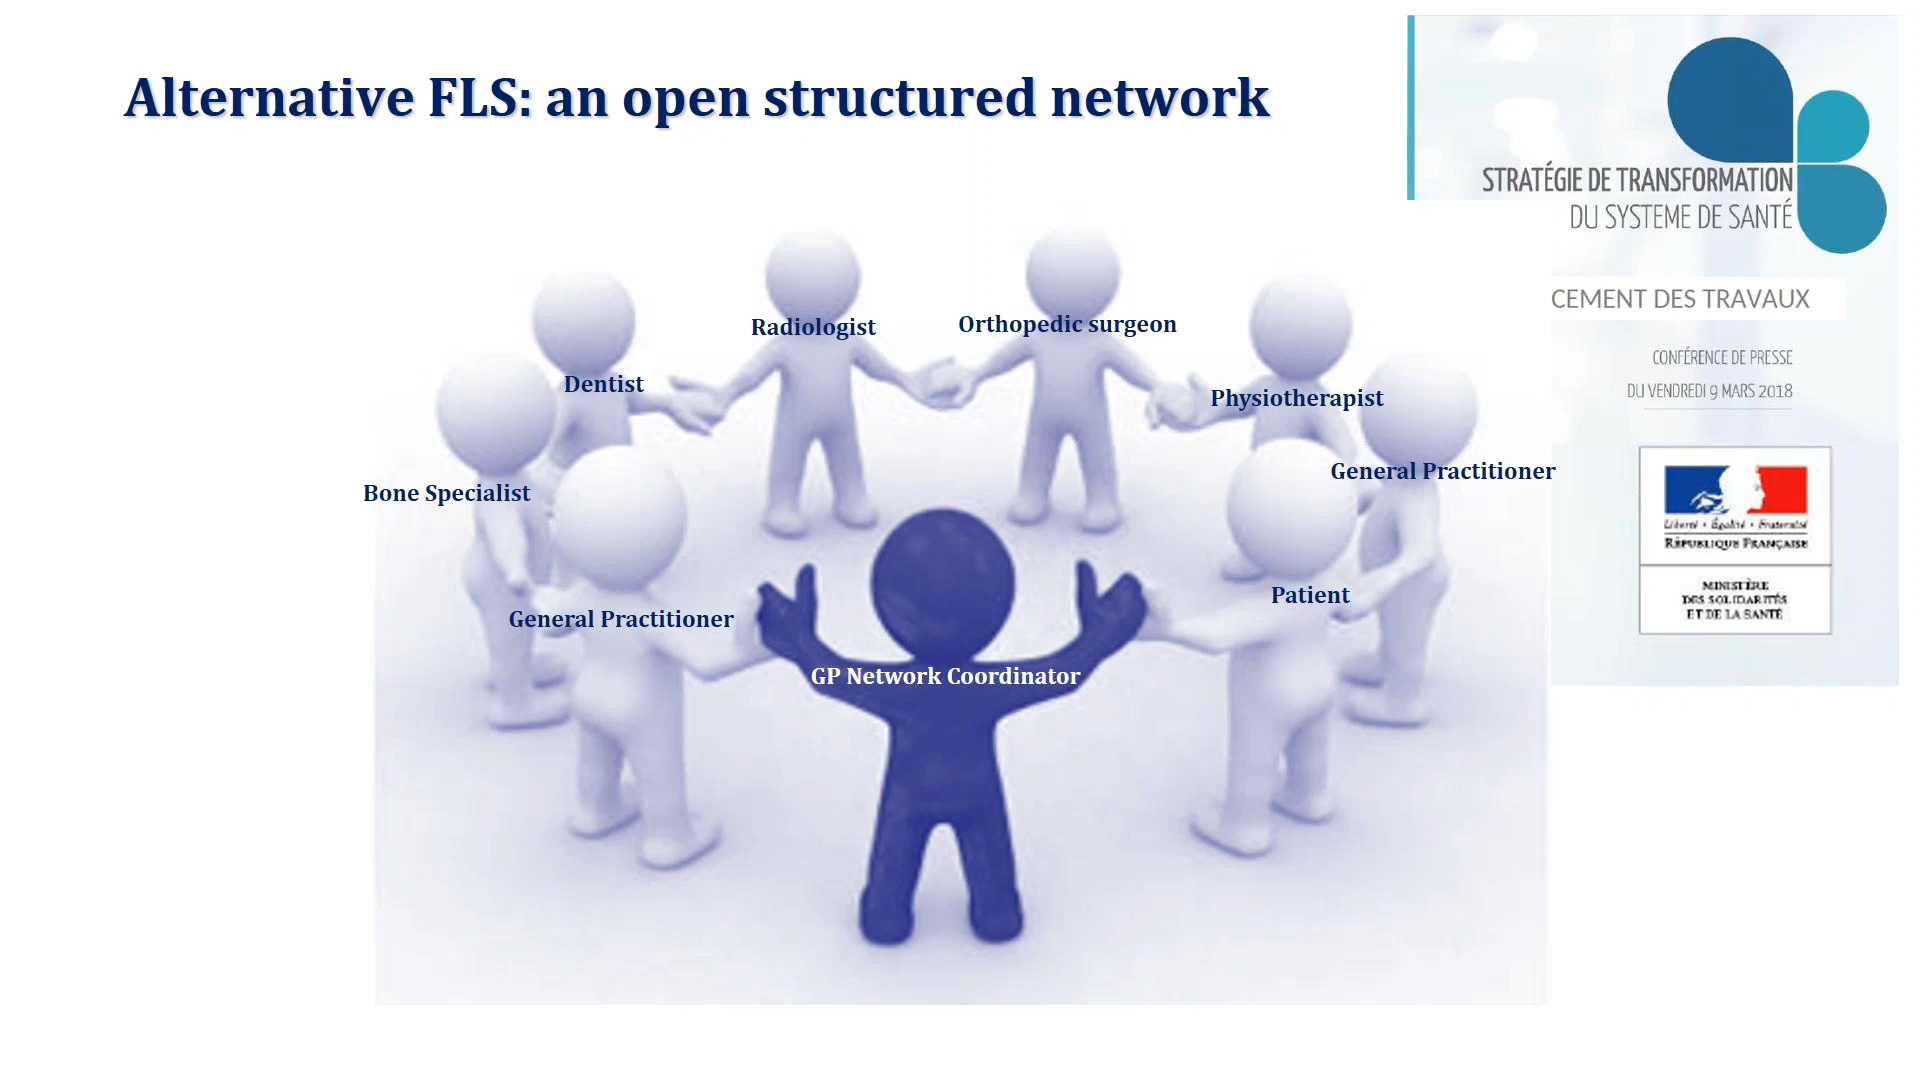 Alternative FLS: an open structured network
STRATÉGIE DE TRANSFORMATION
DU SYSTEME DE SANTÉ
CEMENT DES TRAVAUX
CONFÉRENCE DE PRESSE
DU VENDREDI 9 MARS 2018
Liberté • Égalité • Fraternité
RÉPUBLIQUE FRANÇAISE
MINISTÈRE
DES SOLIDARITÉS
ET DE LA SANTÉ
Radiologist
Orthopedic surgeon
Dentist
Physiotherapist
General Practitioner
Bone Specialist
Patient
General Practitioner
GP Network Coordinator